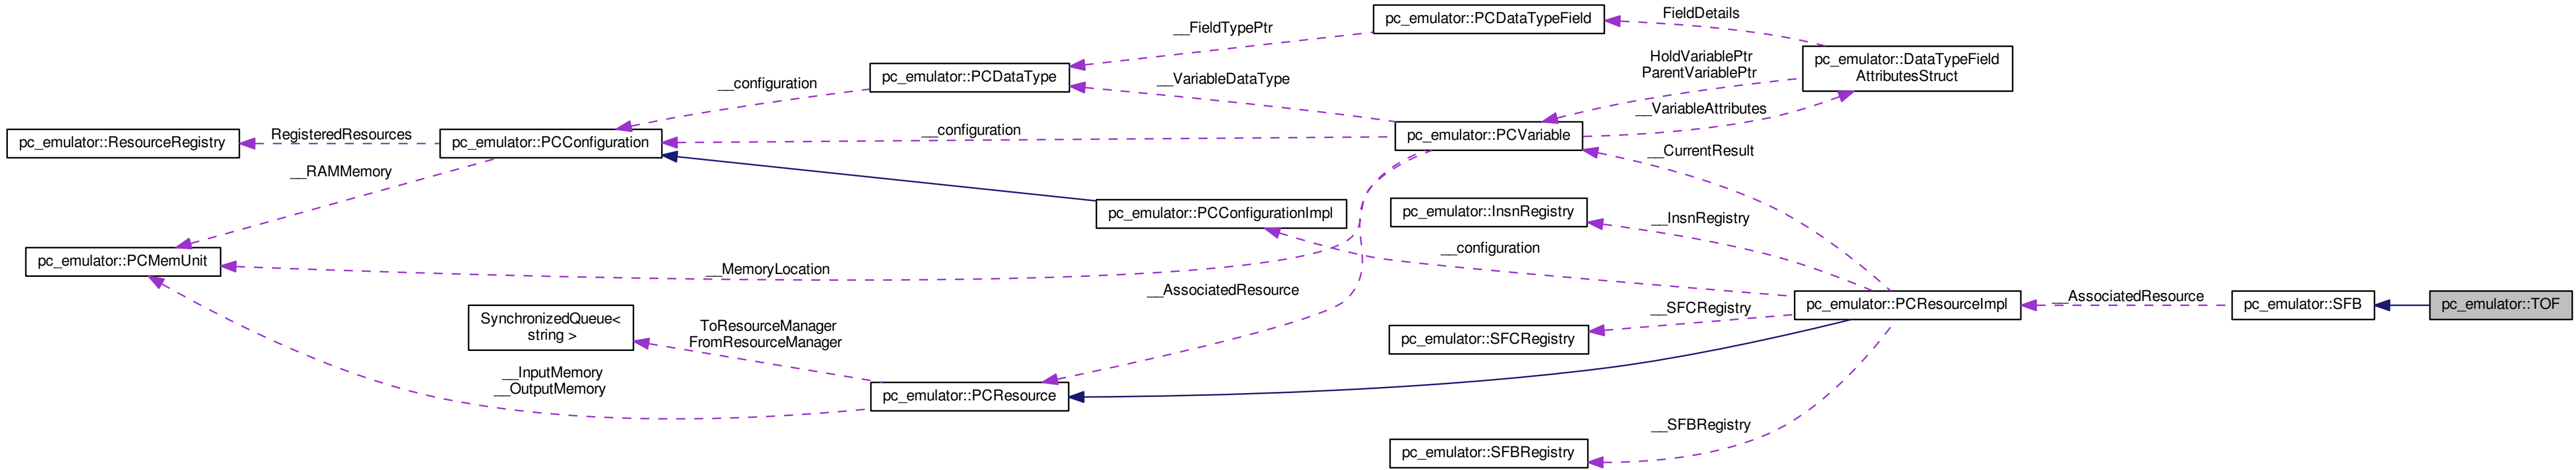 pc_emulator::PCDataTypeField
FieldDetails
__FieldTypePtr
HoldVariablePtr
ParentVariablePtr
pc_emulator::DataTypeField
AttributesStruct
pc_emulator::PCDataType
__configuration
__VariableDataType
__VariableAttributes
pc_emulator::ResourceRegistry
RegisteredResources
pc_emulator::PCConfiguration
__configuration
pc_emulator::PCVariable
__CurrentResult
__RAMMemory
pc_emulator::PCConfigurationImpl
pc_emulator::InsnRegistry
__InsnRegistry
__configuration
pc_emulator::PCMemUnit
__MemoryLocation
__AssociatedResource
pc_emulator::PCResourceImpl
__AssociatedResource
pc_emulator::SFB
pc_emulator::TOF
SynchronizedQueue<
string >
ToResourceManager
FromResourceManager
__SFCRegistry
pc_emulator::SFCRegistry
__InputMemory
__OutputMemory
pc_emulator::PCResource
__SFBRegistry
pc_emulator::SFBRegistry